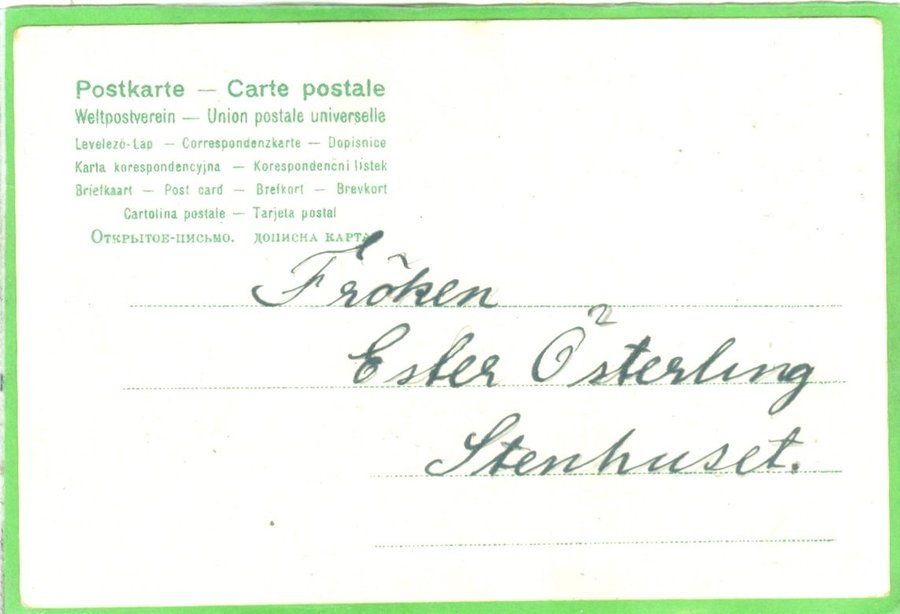 Postkarte — Carte postale
Weltpostverein — Union postale universelle
Levelezö-Lap — Correspondenzkarte — Dopisnice
Karta korespondencyjna — Korespondenční lístek
Briefkaart — Post card — Brefkort — Brevkort
Cartolina postale — Tarjeta postal
Открытое-письмо. дописна карта
Fröken
Ester Österling
Stenhuset.